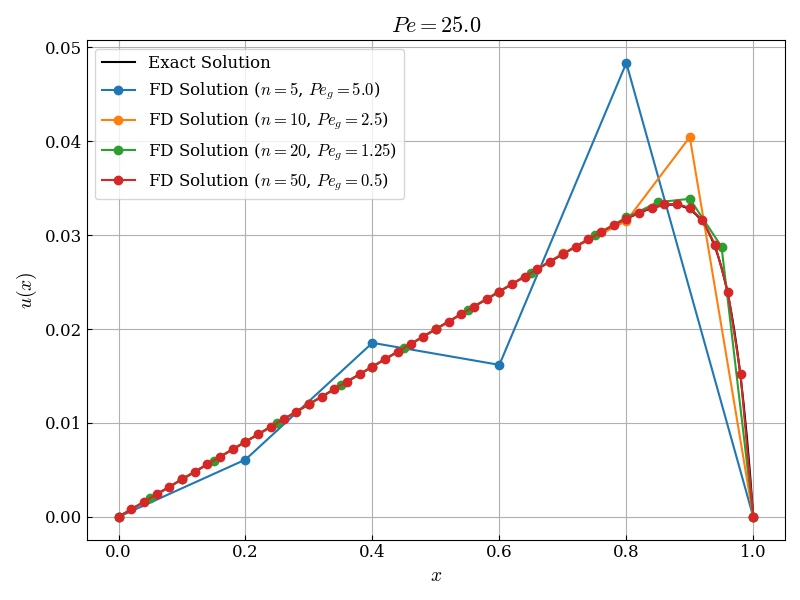 Pe = 25.0
Exact Solution
FD Solution (n = 5, Pe_g = 5.0)
FD Solution (n = 10, Pe_g = 2.5)
FD Solution (n = 20, Pe_g = 1.25)
FD Solution (n = 50, Pe_g = 0.5)
0.05
0.04
0.03
0.02
0.01
0.00
u(x)
0.0 0.2 0.4 0.6 0.8 1.0
x